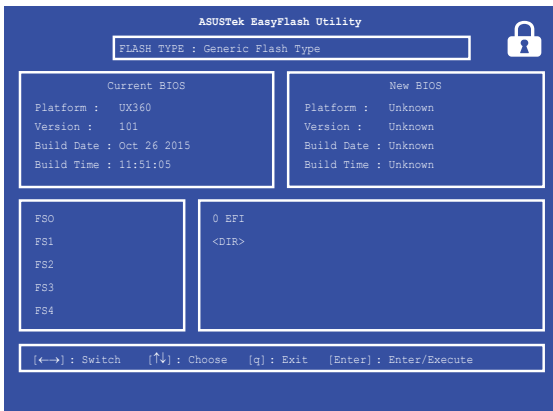 ASUSTek EasyFlash Utility
FLASH TYPE : Generic Flash Type
Current BIOS
Platform : UX360
Version : 101
Build Date : Oct 26 2015
Build Time : 11:51:05
New BIOS
Platform : Unknown
Version : Unknown
Build Date : Unknown
Build Time : Unknown
FSO
FS1
FS2
FS3
FS4
0 EFI
<DIR>
[←→] : Switch [↑↓] : Choose [q] : Exit [Enter] : Enter/Execute